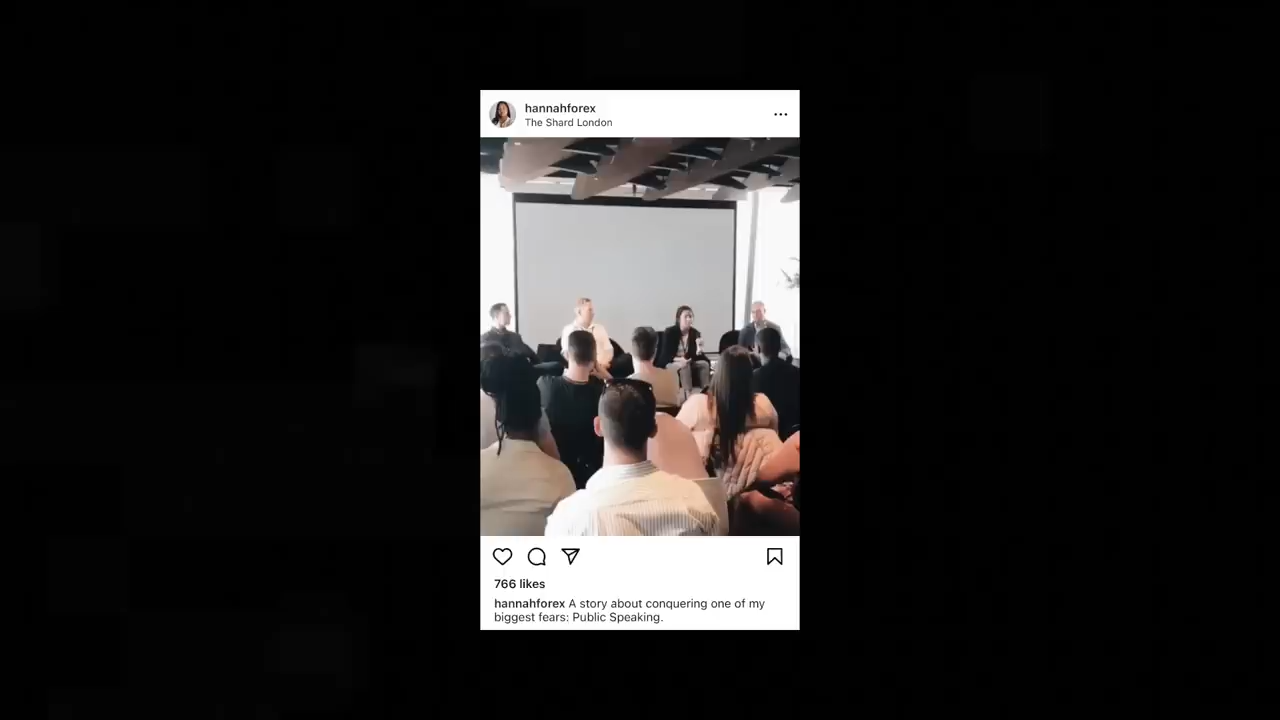 hannahforex
The Shard London
766 likes
hannahforex A story about conquering one of my
biggest fears: Public Speaking.